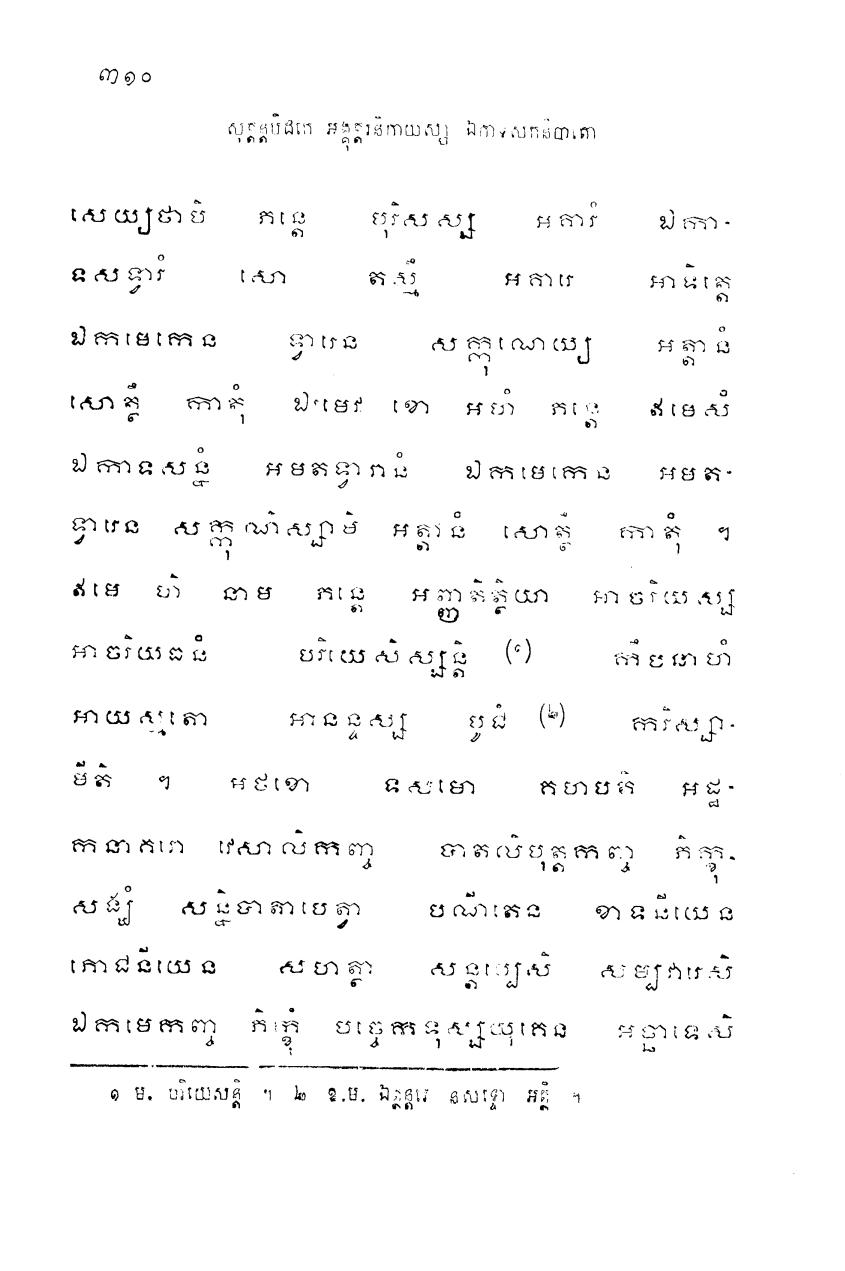 ៣១០
សុត្តន្តបិដកេ អង្គុត្តរនិកាយស្ស ឯកាទសកនិបាតោ
សេយ្យថាបិ ភន្តេ បុរិសស្ស អគារំ ឯកា-
ទសទ្វារំ សោ តស្មឹ អគារេ អាទិត្តេ
ឯកមេកេន ទ្វារេន សក្កុណេយ្យ អត្តានំ
សោត្ថឹ កាតុំ ឯវមេវ ខោ អហំ ភន្តេ ឥមេសំ
ឯកាទសន្នំ អមតទ្វារានំ ឯកមេកេន អមត-
ទ្វារេន សក្កុណិស្សាមិ អត្តានំ សោត្ថឹ កាតុំ ។
ឥមេ ហិ នាម ភន្តេ អញ្ញតិត្ថិយា អាចរិយស្ស
អាចរិយធនំ បរិយេសិស្សន្តិ (១) កឹបនាហំ
អាយស្មតោ អានន្ទស្ស បូជំ (២) ករិស្សា-
មីតិ ។ អថខោ ទសមោ គហបតិ អដ្ឋ-
កនាគរោ វេសាលិកញ្ច បាតលិបុត្តកញ្ច ភិក្ខុ-
សង្ឃំ សន្និបាតាបេត្វា បណីតេន ខាទនីយេន
ភោជនីយេន សហត្ថា សន្តប្បេសិ សម្បវារេសិ
ឯកមេកញ្ច ភិក្ខុំ បច្ចេកទុស្សយុគេន អច្ឆាទេសិ
១ ម. បរិយេសន្តិ ។ ២ ឱ.ម. ឯត្ថន្តរេ នសទ្ទោ អត្ថិ ។